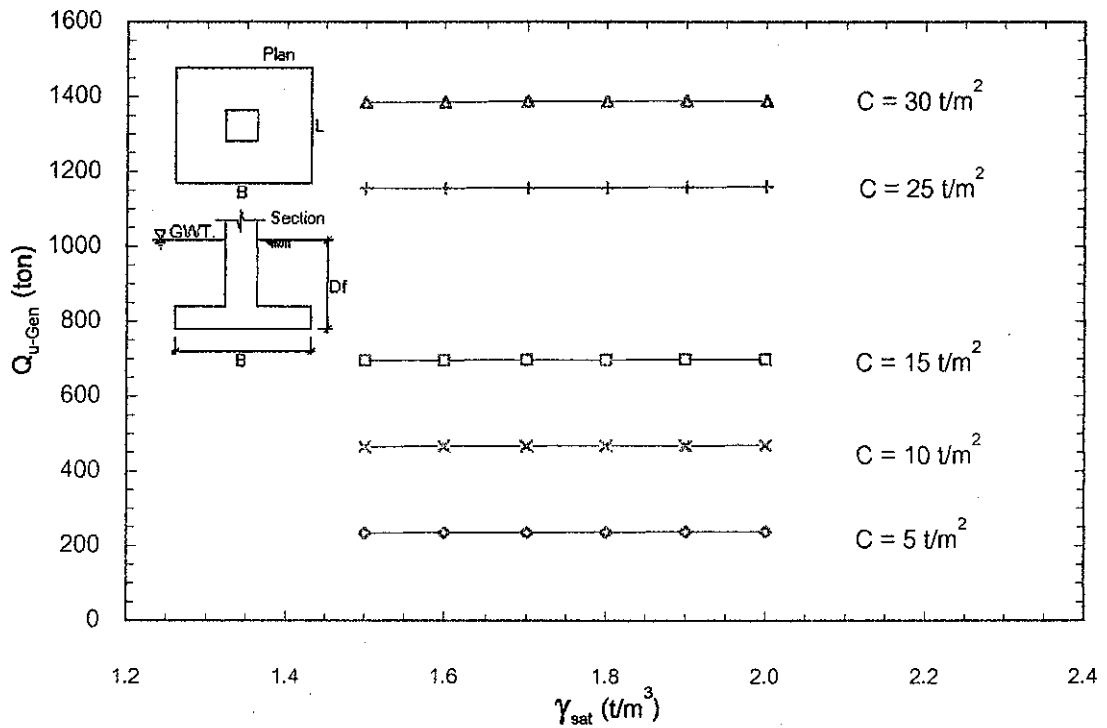 1600
1400
1200
1000
800
600
400
200
0
Q_u-Gen (ton)
Plan
L
B
GWT.
Section
Df
B
C = 30 t/m²
C = 25 t/m²
C = 15 t/m²
C = 10 t/m²
C = 5 t/m²
1.2 1.4 1.6 1.8 2.0 2.2 2.4
γ_sat (t/m³)